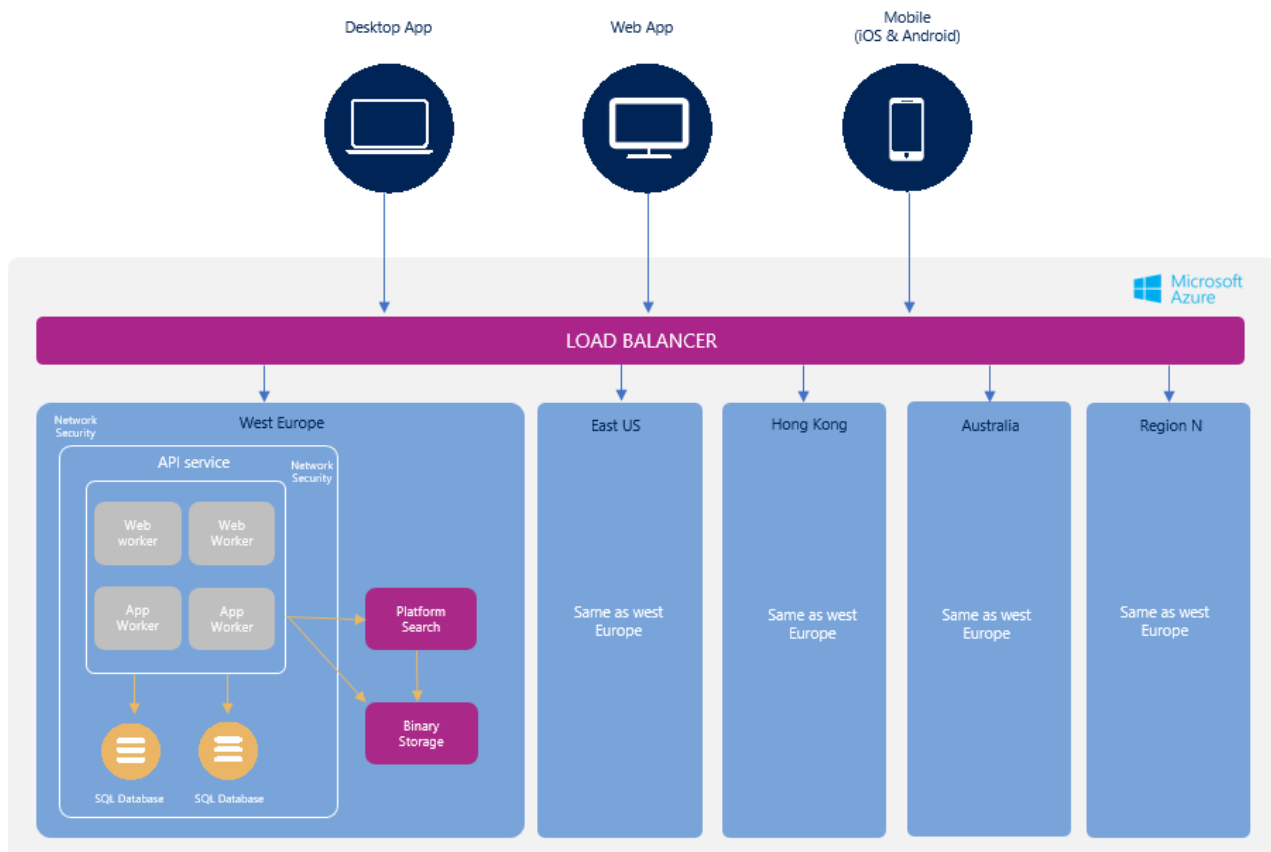 Desktop App
Web App
Mobile
(iOS & Android)
Microsoft
Azure
LOAD BALANCER
Network
Security
West Europe
API service
Network
Security
Web
worker
Web
Worker
App
Worker
App
Worker
SQL Database
SQL Database
Platform
Search
Binary
Storage
East US
Same as west
Europe
Hong Kong
Same as west
Europe
Australia
Same as west
Europe
Region N
Same as west
Europe